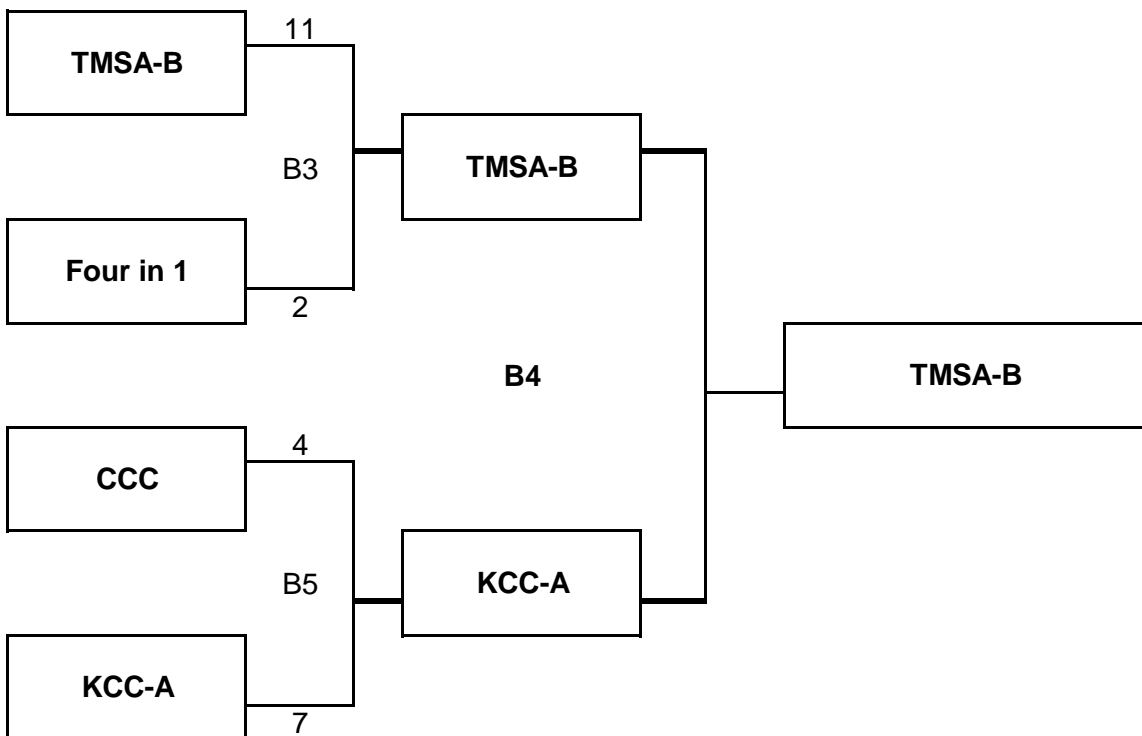 11
TMSA-B
TMSA-B
B3
Four in 1
2
TMSA-B
B4
4
CCC
KCC-A
B5
KCC-A
7